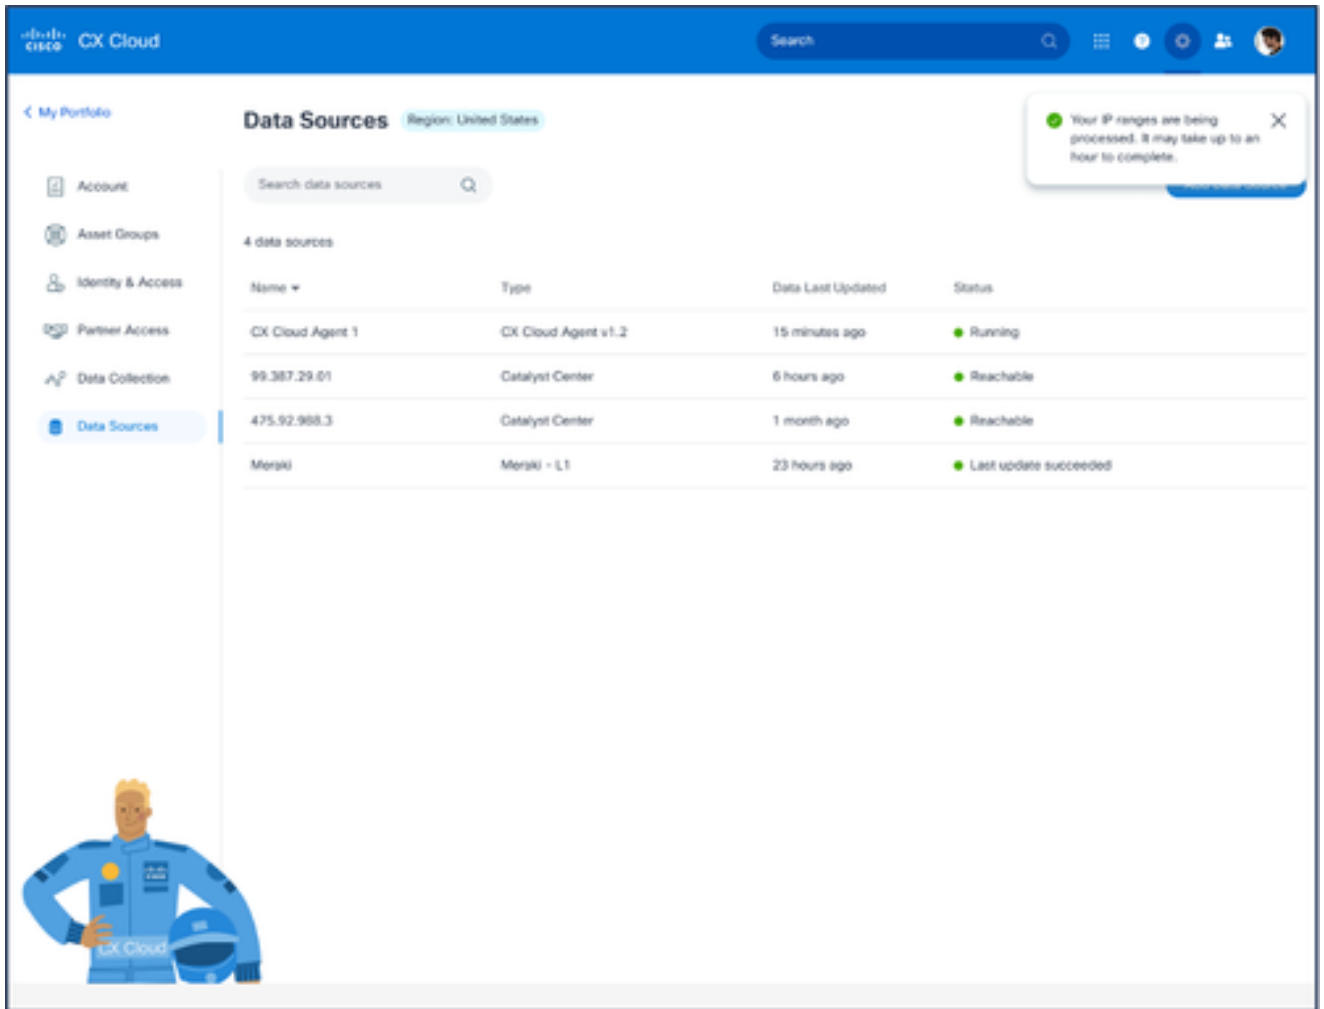 CISCO CX Cloud
Search
< My Portfolio
Data Sources Region: United States
Your IP ranges are being
processed. It may take up to an
hour to complete.
Account
Asset Groups
Identity & Access
Partner Access
Data Collection
Data Sources
Search data sources
4 data sources
Name Type Data Last Updated Status
CX Cloud Agent 1 CX Cloud Agent v1.2 15 minutes ago Running
99.387.29.01 Catalyst Center 6 hours ago Reachable
475.92.988.3 Catalyst Center 1 month ago Reachable
Meraki Meraki - L1 23 hours ago Last update succeeded
CX Cloud